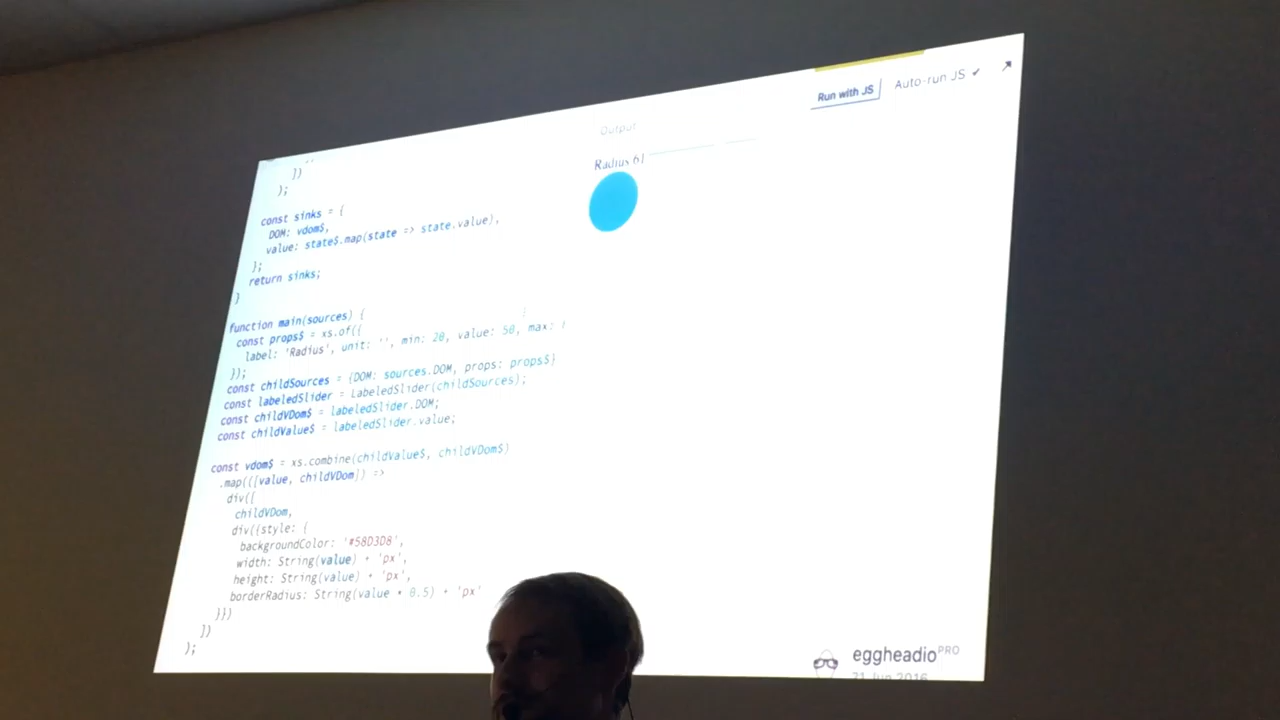 Run with JS
Auto-run JS ✔
Output
Radius 61
])
);
const sinks = {
DOM: vdom$,
value: state$.map(state => state.value),
};
return sinks;
}
function main(sources) {
const props$ = xs.of({
label: 'Radius', unit: '', min: 20, value: 50, max:
});
const childSources = {DOM: sources.DOM, props: props$}
const labeledSlider = LabeledSlider(childSources);
const childVDom$ = labeledSlider.DOM;
const childValue$ = labeledSlider.value;
const vdom$ = xs.combine(childValue$, childVDom$)
.map(([value, childVDom]) =>
div([
childVDom,
div({style: {
backgroundColor: '#58D3D8',
width: String(value) + 'px',
height: String(value) + 'px',
borderRadius: String(value * 0.5) + 'px'
}})
])
);
eggheadio PRO
21 Jun 2016